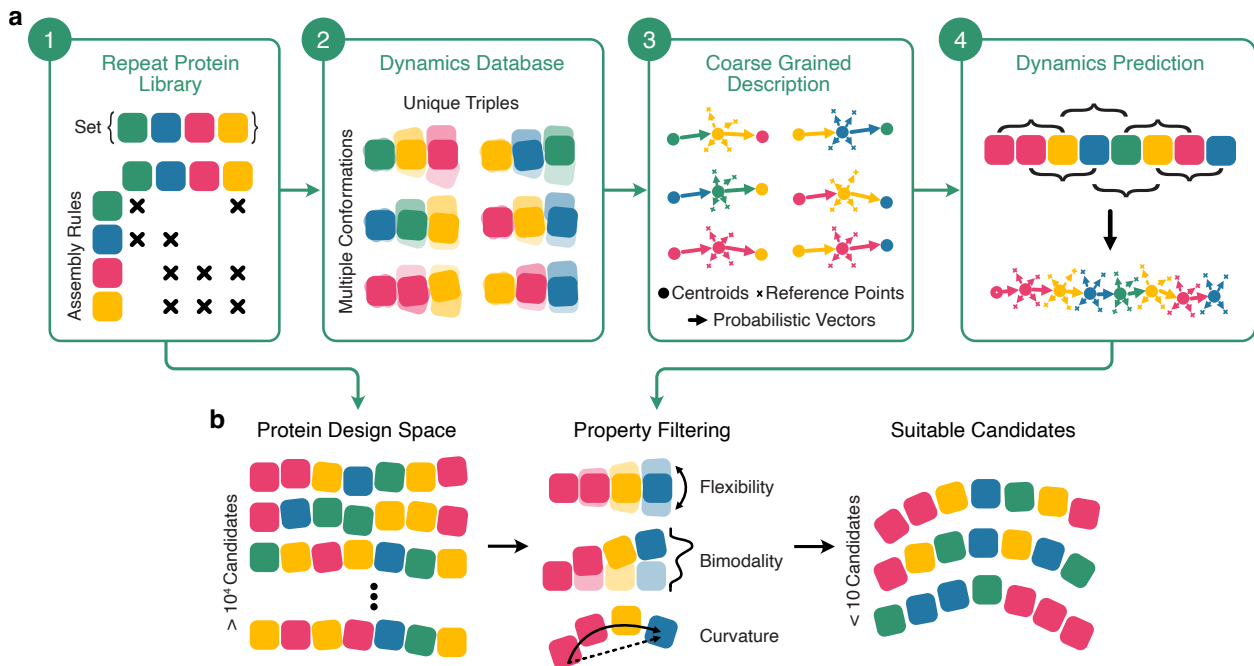 a
1
Repeat Protein
Library
Set
Assembly Rules
2
Dynamics Database
Unique Triples
Multiple Conformations
3
Coarse Grained
Description
Centroids × Reference Points
Probabilistic Vectors
4
Dynamics Prediction
b
Protein Design Space
> 10⁴ Candidates
Property Filtering
Flexibility
Bimodality
Curvature
Suitable Candidates
< 10 Candidates